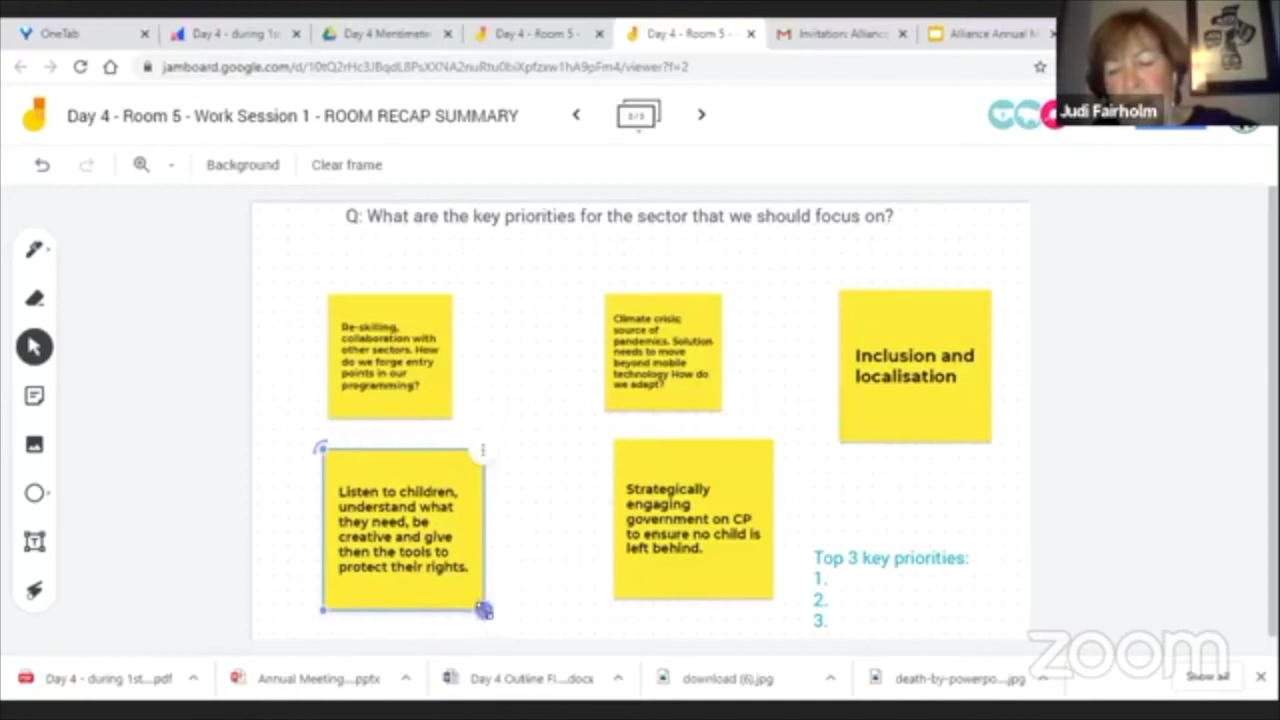 OneTab
Day 4 - during 1s
Day 4 Mentimete
Day 4 - Room 5 -
Day 4 - Room 5 -
Invitation: Allianc
Alliance Annual M
jamboard.google.com/d/
/viewer?f=2
Judi Fairholm
Day 4 - Room 5 - Work Session 1 - ROOM RECAP SUMMARY
Background
Clear frame
Q: What are the key priorities for the sector that we should focus on?
Re-skilling,
collaboration with
other sectors. How
do we forge entry
points in our
programming?
Climate crisis;
source of
pandemics. Solution
needs to move
beyond mobile
technology How do
we adapt?
Inclusion and
localisation
Listen to children,
understand what
they need, be
creative and give
then the tools to
protect their rights.
Strategically
engaging
government on CP
to ensure no child is
left behind.
Top 3 key priorities:
1.
2.
3.
zoom
Day 4 - during 1st....pdf
Annual Meeting....pptx
Day 4 Outline Fi....docx
download (6).jpg
death-by-powerpo...jpg
Show all